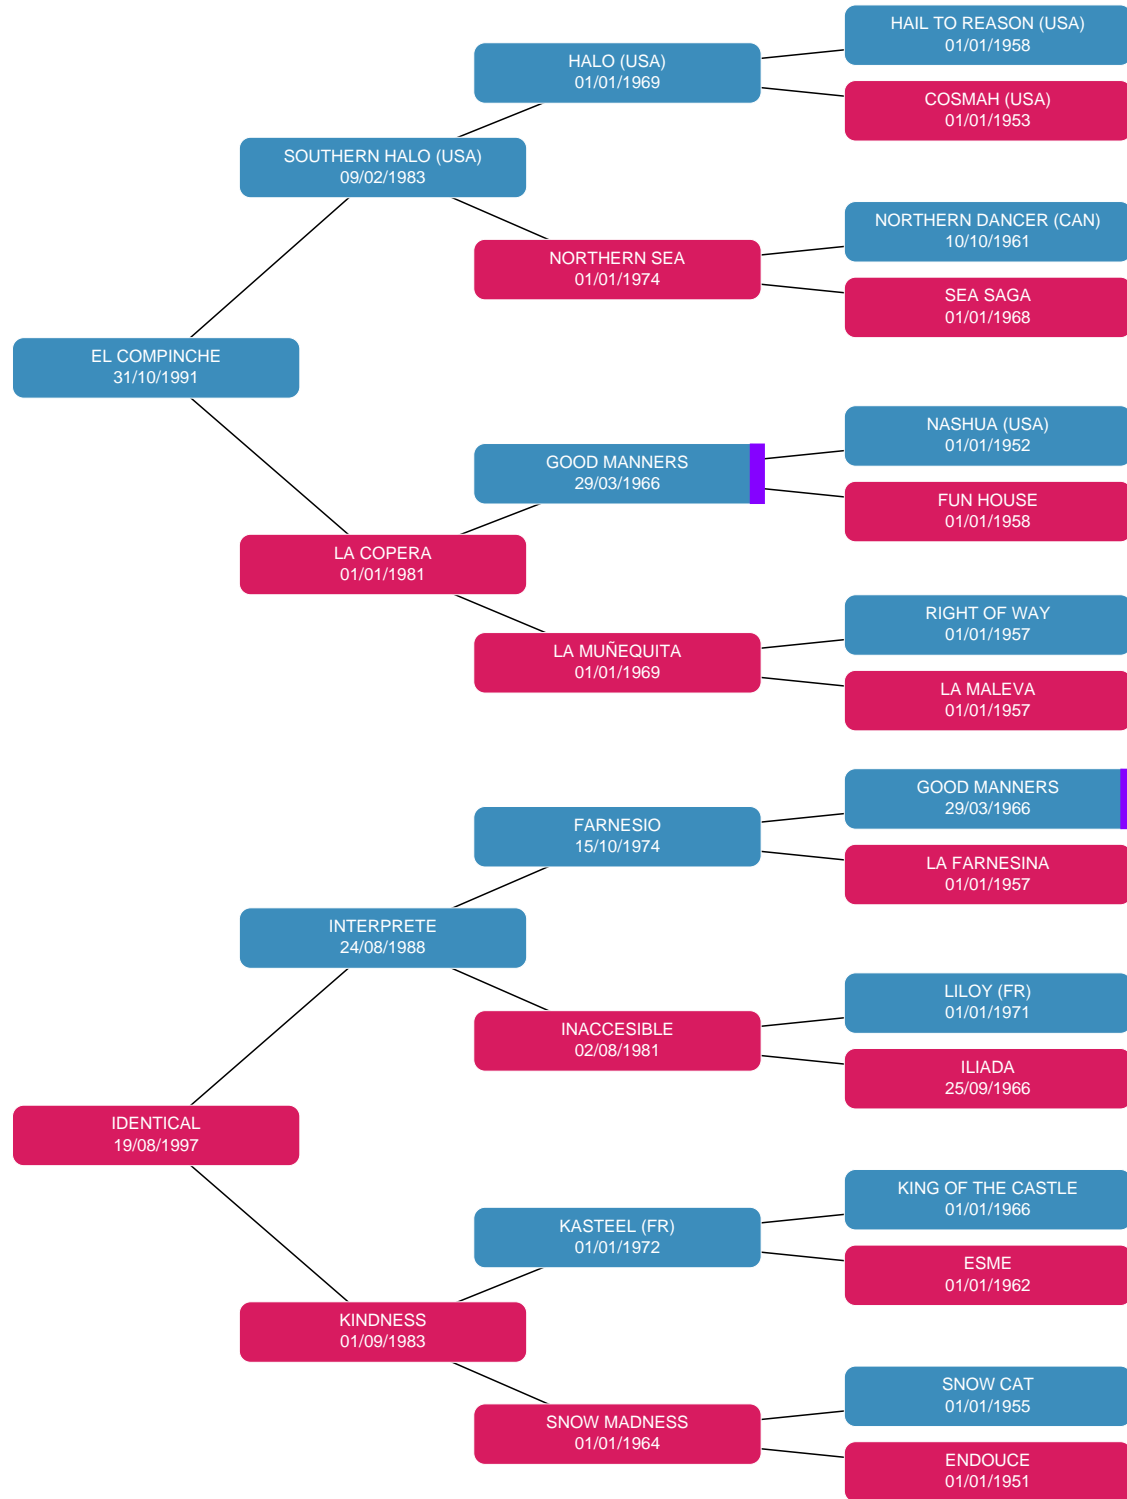 HAIL TO REASON (USA)
01/01/1958
HALO (USA)
01/01/1969
COSMAH (USA)
01/01/1953
SOUTHERN HALO (USA)
09/02/1983
NORTHERN DANCER (CAN)
10/10/1961
NORTHERN SEA
01/01/1974
SEA SAGA
01/01/1968
EL COMPINCHE
31/10/1991
NASHUA (USA)
01/01/1952
GOOD MANNERS
29/03/1966
FUN HOUSE
01/01/1958
LA COPERA
01/01/1981
RIGHT OF WAY
01/01/1957
LA MUÑEQUITA
01/01/1969
LA MALEVA
01/01/1957
GOOD MANNERS
29/03/1966
FARNESIO
15/10/1974
LA FARNESINA
01/01/1957
INTERPRETE
24/08/1988
LILOY (FR)
01/01/1971
INACCESIBLE
02/08/1981
ILIADA
25/09/1966
IDENTICAL
19/08/1997
KING OF THE CASTLE
01/01/1966
KASTEEL (FR)
01/01/1972
ESME
01/01/1962
KINDNESS
01/09/1983
SNOW CAT
01/01/1955
SNOW MADNESS
01/01/1964
ENDOUCE
01/01/1951